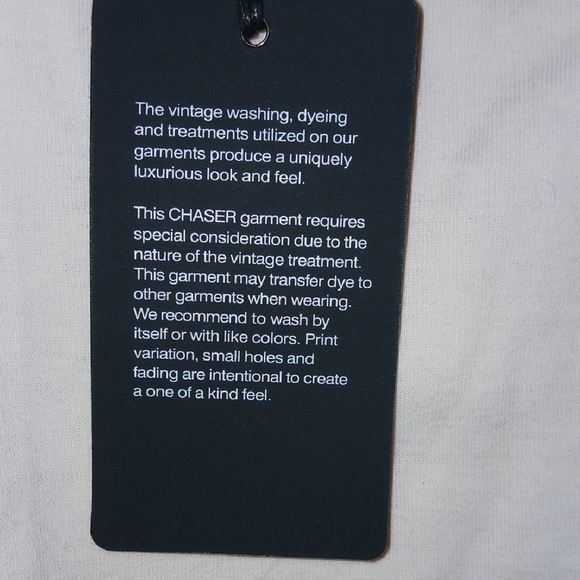 The vintage washing, dyeing
and treatments utilized on our
garments produce a uniquely
luxurious look and feel.
This CHASER garment requires
special consideration due to the
nature of the vintage treatment.
This garment may transfer dye to
other garments when wearing.
We recommend to wash by
itself or with like colors. Print
variation, small holes and
fading are intentional to create
a one of a kind feel.